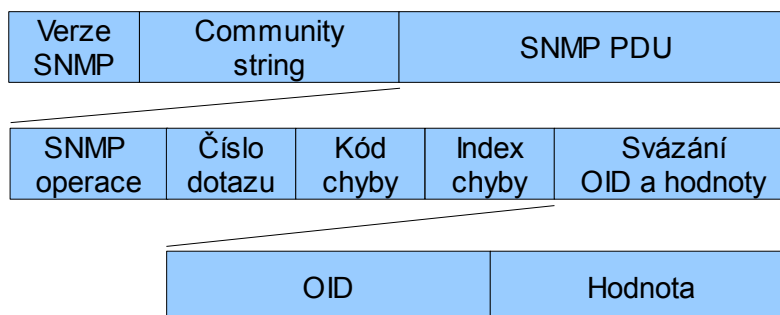 Verze
SNMP
Community
string
SNMP PDU
SNMP
operace
Číslo
dotazu
Kód
chyby
Index
chyby
Svázání
OID a hodnoty
OID
Hodnota